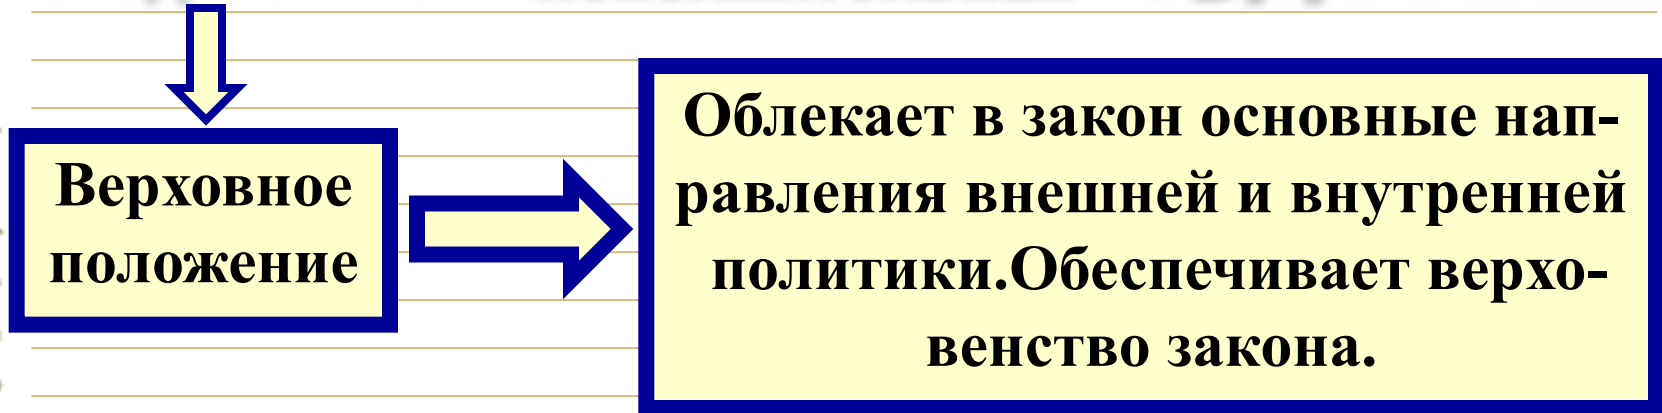 Верховное
положение
Облекает в закон основные нап-
равления внешней и внутренней
политики.Обеспечивает верхо-
венство закона.